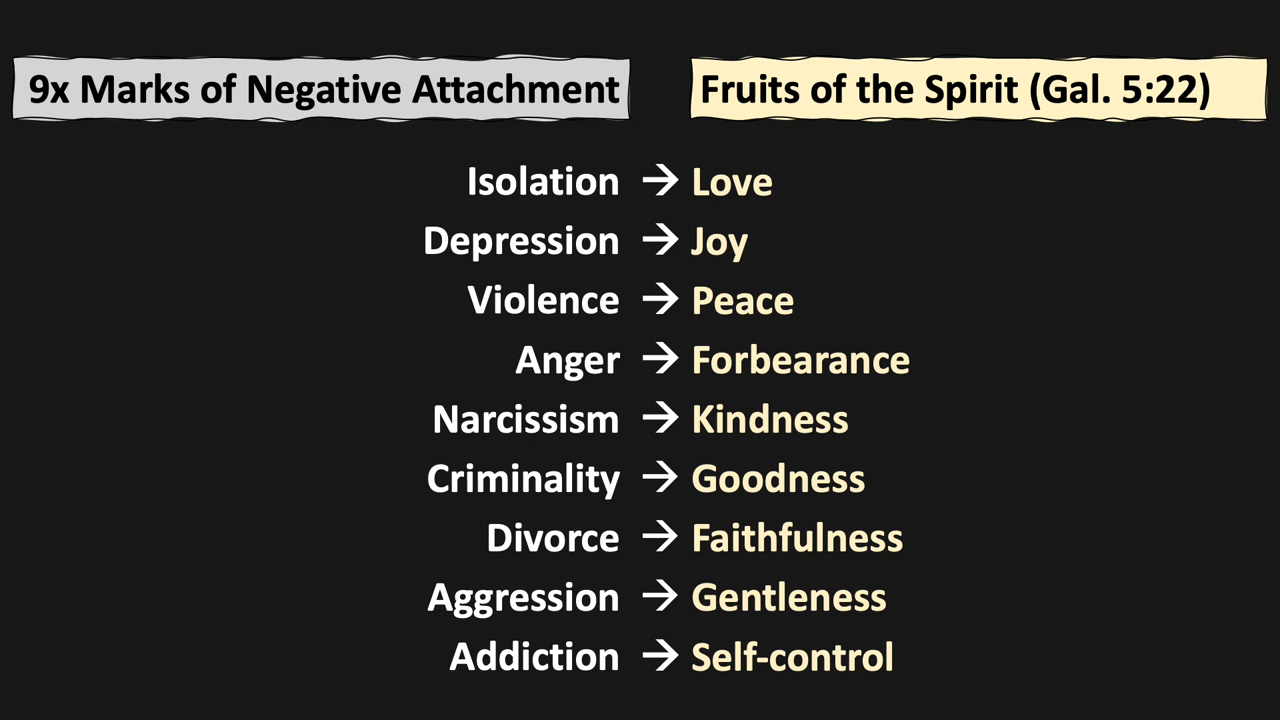 9x Marks of Negative Attachment Fruits of the Spirit (Gal. 5:22)
Isolation → Love
Depression → Joy
Violence → Peace
Anger → Forbearance
Narcissism → Kindness
Criminality → Goodness
Divorce → Faithfulness
Aggression → Gentleness
Addiction → Self-control